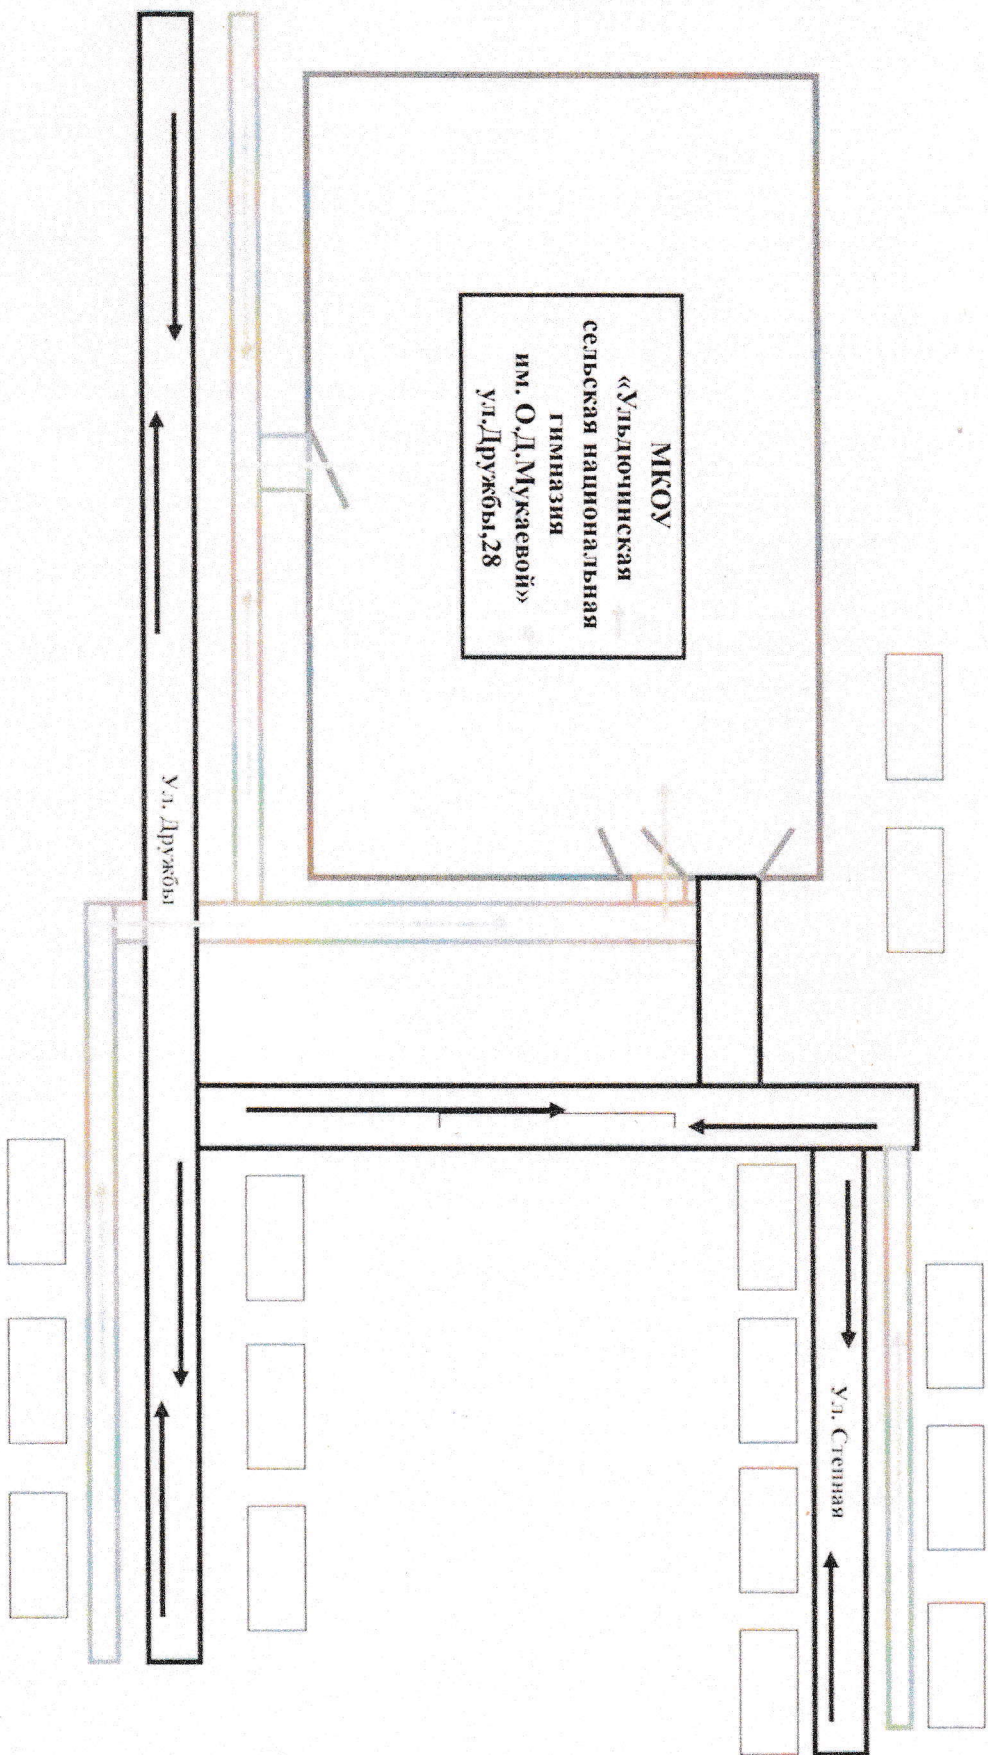 МКОУ
«Ульдючинская
сельская национальная
гимназия
им. О.Д.Мукаевой»
ул.Дружбы,28
Ул. Дружбы
Ул. Степная